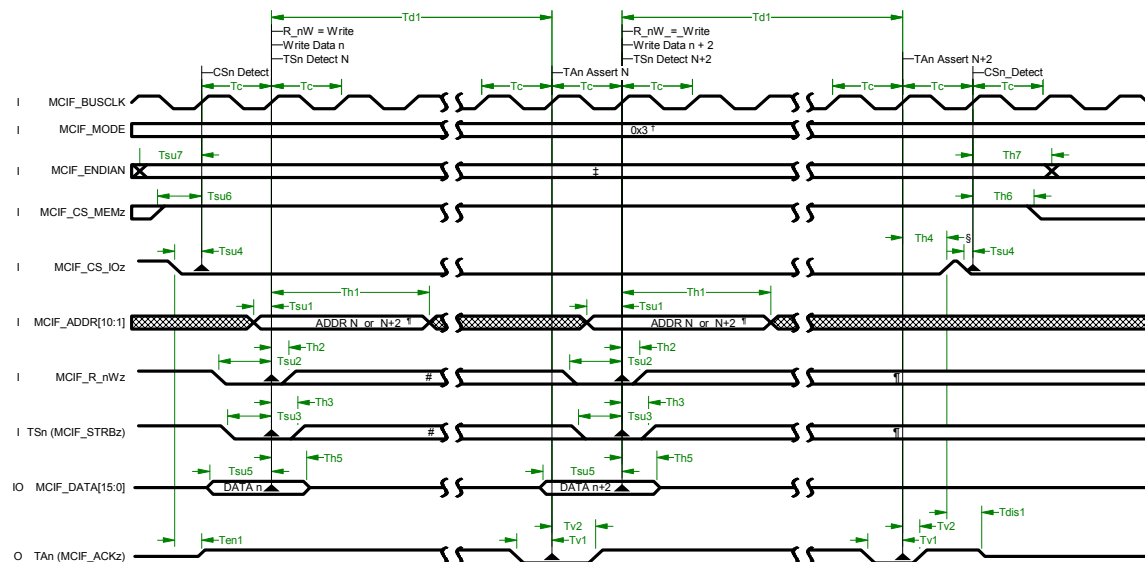 Td1 Td1
R_nW = Write R_nW_=_Write
Write Data n Write Data n + 2
TSn Detect N TSn Detect N+2
CSn Detect TAn Assert N TAn Assert N+2 CSn_Detect
Tc Tc Tc Tc Tc Tc Tc Tc Tc
I MCIF_BUSCLK
I MCIF_MODE 0x3 †
Tsu7 Th7
I MCIF_ENDIAN ‡
Tsu6 Th6
I MCIF_CS_MEMz
Th4 §
Tsu4 Tsu4
I MCIF_CS_IOz
Th1 Th1
Tsu1 Tsu1
I MCIF_ADDR[10:1] ADDR N or N+2 ¶ ADDR N or N+2 ¶
Th2 Th2
Tsu2 Tsu2
I MCIF_R_nWz # ¶
Th3 Th3
Tsu3 Tsu3
I TSn (MCIF_STRBz) # ¶
Tsu5 Th5 Tsu5 Th5
IO MCIF_DATA[15:0] DATA n DATA n+2
Tdis1
Tv2 Tv2
Ten1 Tv1 Tv1
O TAn (MCIF_ACKz)